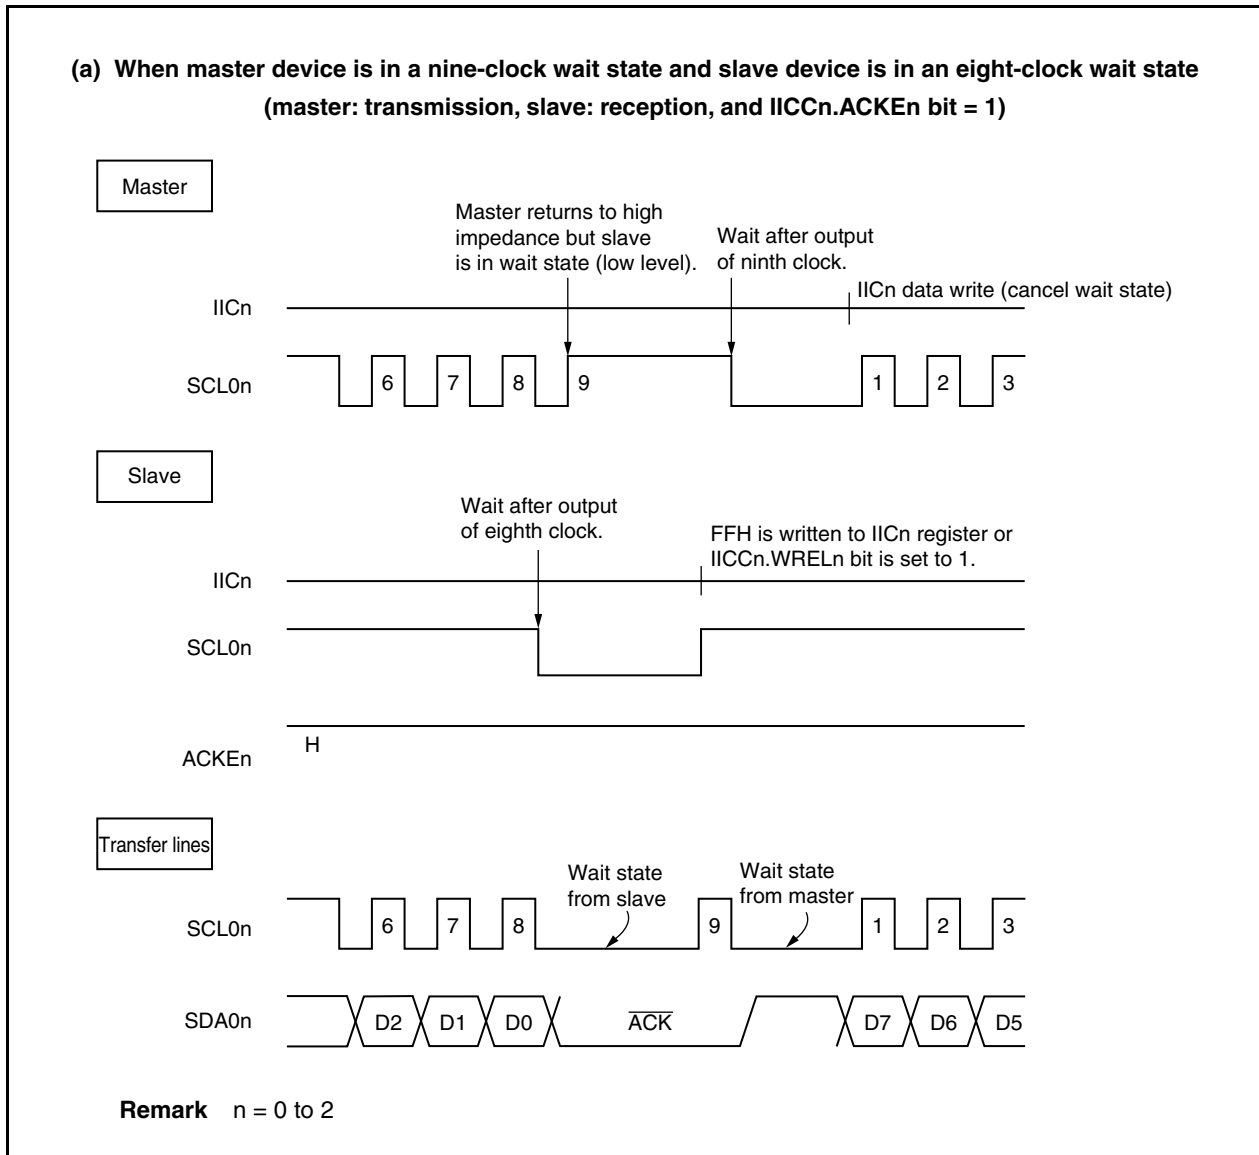 (a) When master device is in a nine-clock wait state and slave device is in an eight-clock wait state
(master: transmission, slave: reception, and IICCn.ACKEn bit = 1)
Master
Master returns to high
impedance but slave
is in wait state (low level).
Wait after output
of ninth clock.
IICn data write (cancel wait state)
IICn
SCL0n
6 7 8 9 1 2 3
Slave
Wait after output
of eighth clock.
FFH is written to IICn register or
IICCn.WRELn bit is set to 1.
IICn
SCL0n
H
ACKEn
Transfer lines
Wait state
from slave
Wait state
from master
SCL0n
6 7 8 9 1 2 3
SDA0n
D2 D1 D0 ACK D7 D6 D5
Remark n = 0 to 2